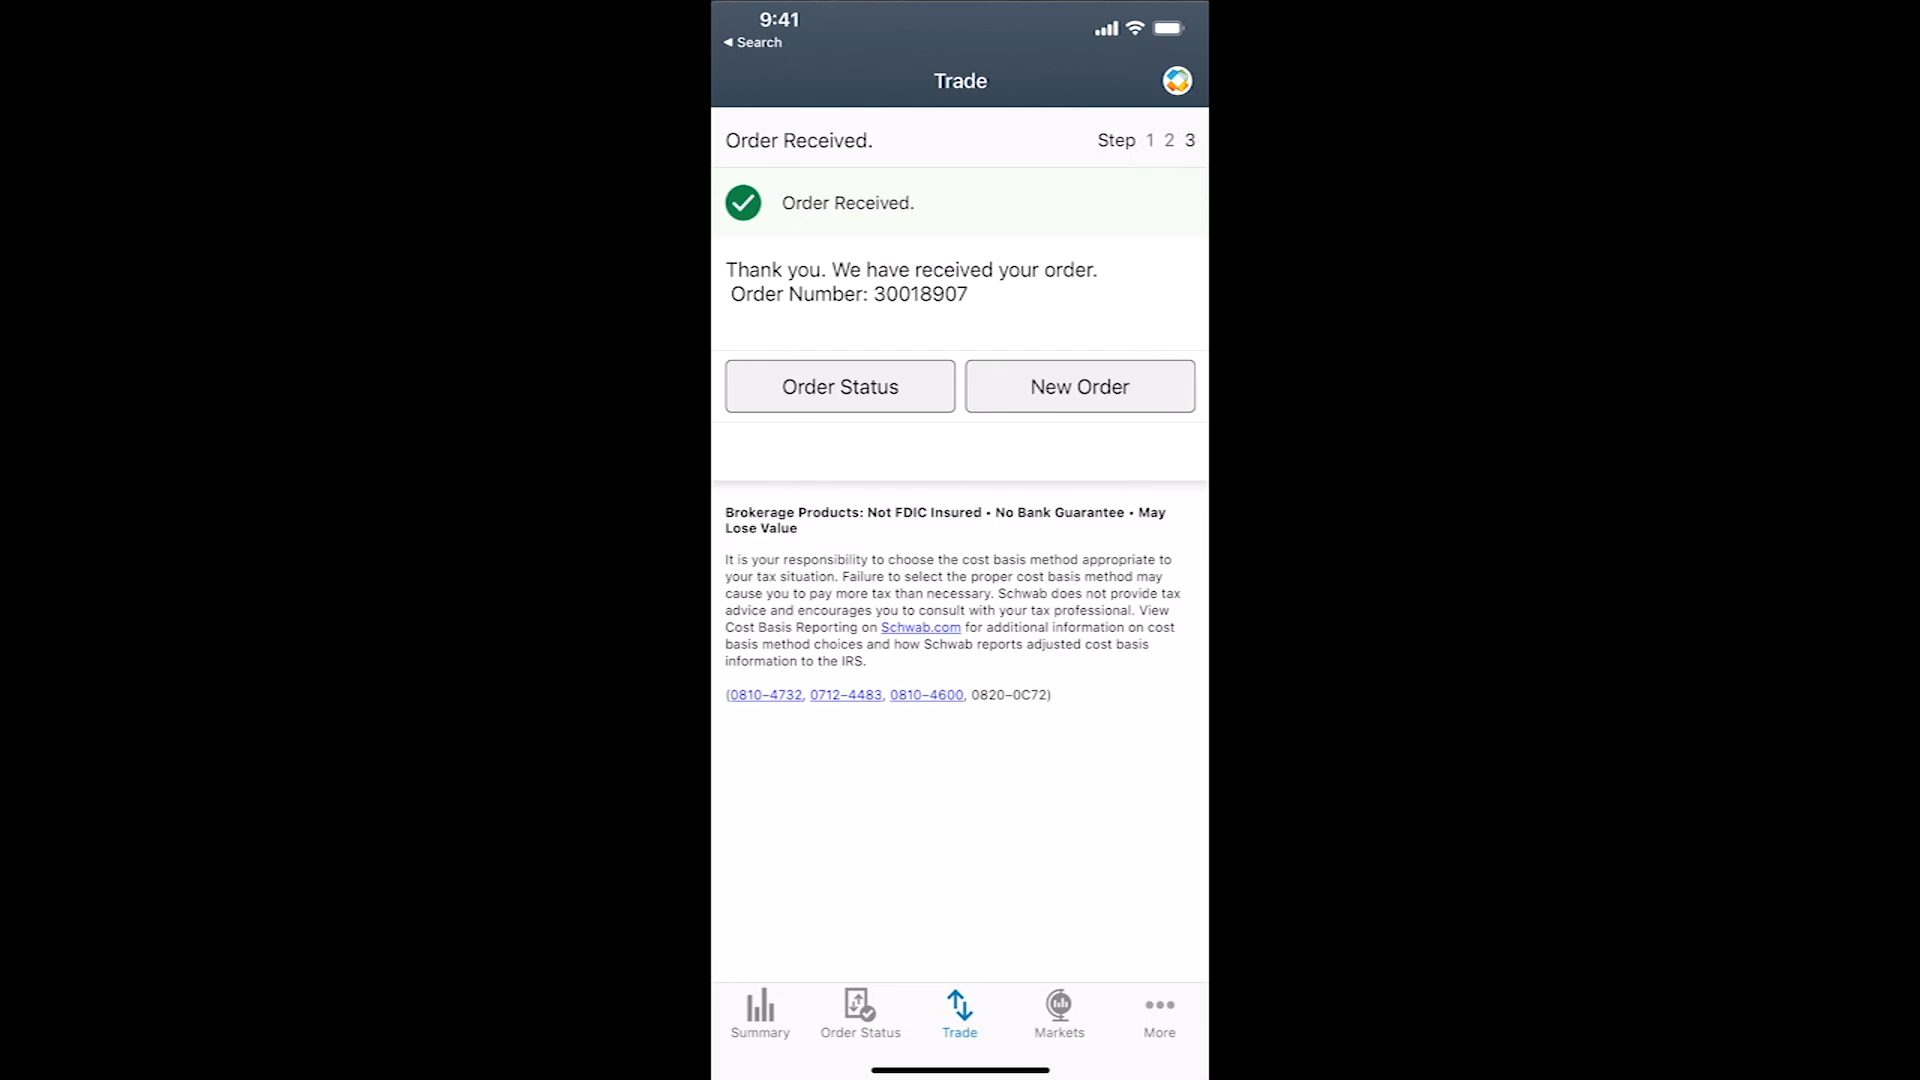 9:41
◀ Search
Trade
Order Received.
Step 1 2 3
Order Received.
Thank you. We have received your order.
Order Number: 30018907
Order Status
New Order
Brokerage Products: Not FDIC Insured • No Bank Guarantee • May
Lose Value
It is your responsibility to choose the cost basis method appropriate to
your tax situation. Failure to select the proper cost basis method may
cause you to pay more tax than necessary. Schwab does not provide tax
advice and encourages you to consult with your tax professional. View
Cost Basis Reporting on Schwab.com for additional information on cost
basis method choices and how Schwab reports adjusted cost basis
information to the IRS.
(0810-4732, 0712-4483, 0810-4600, 0820-0C72)
Summary
Order Status
Trade
Markets
More